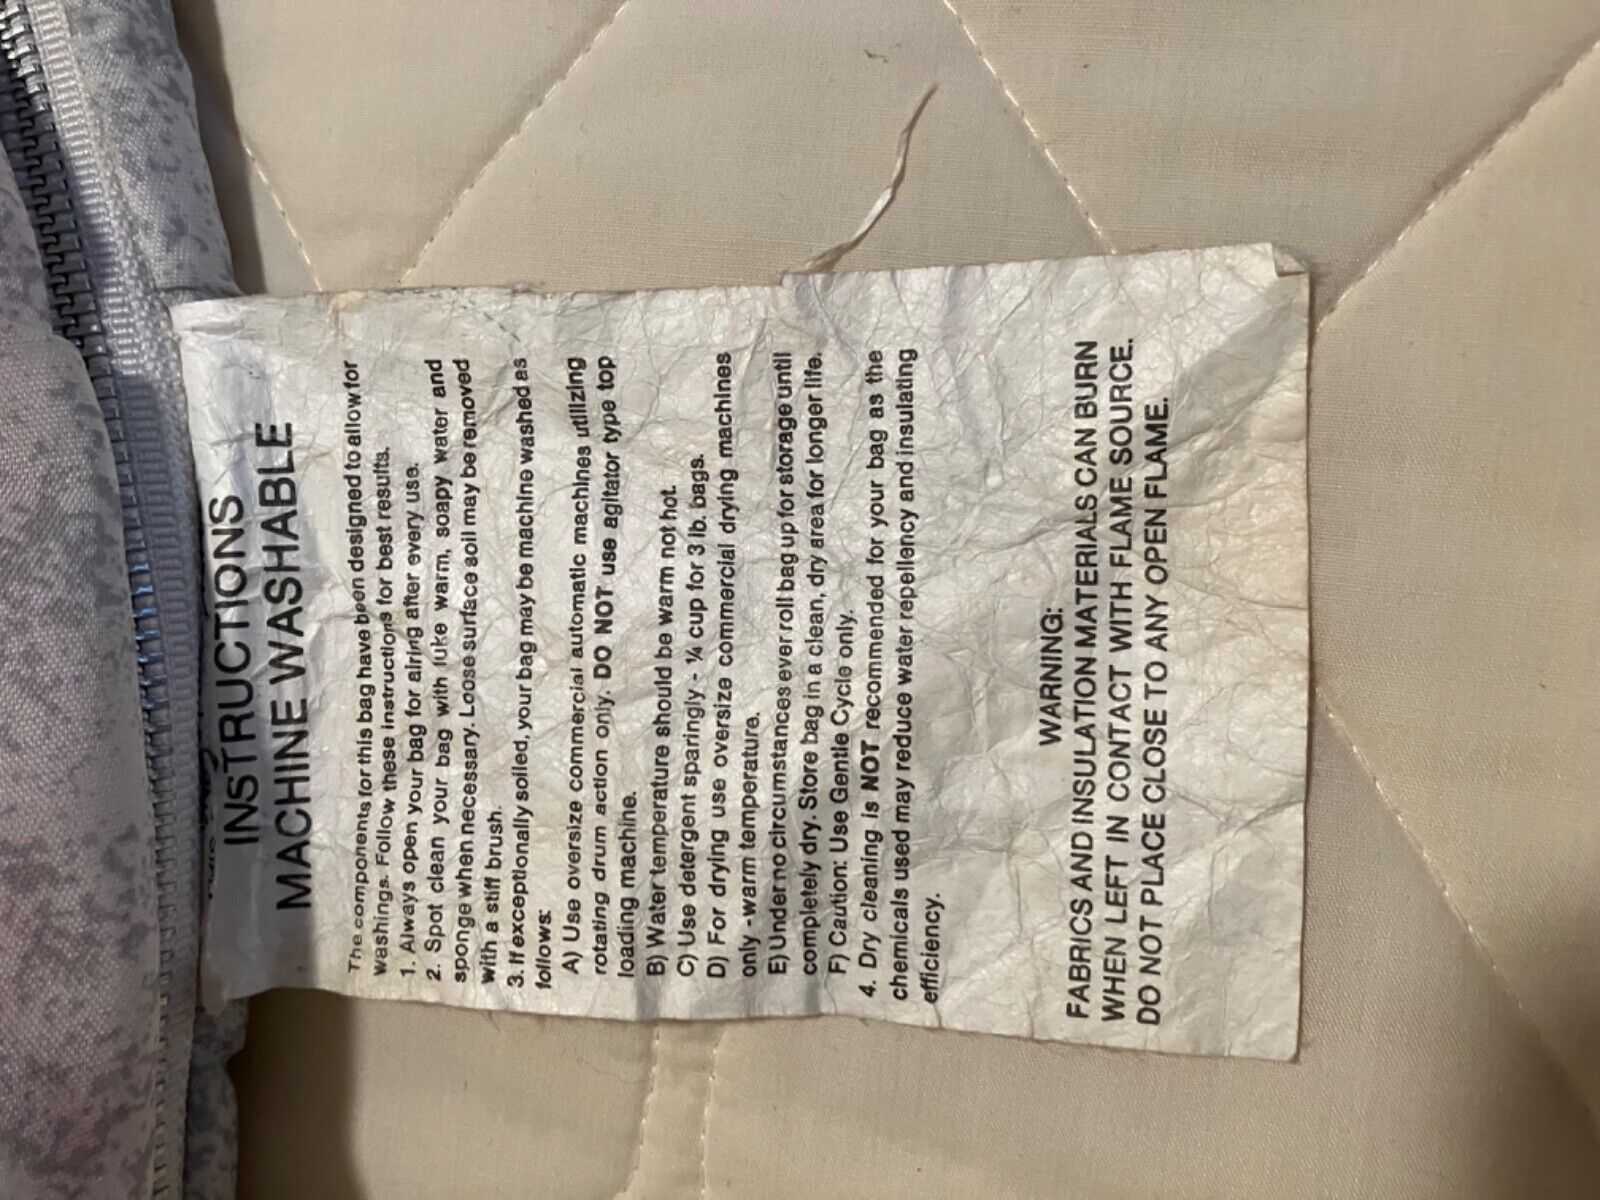 INSTRUCTIONS
MACHINE WASHABLE
The components for this bag have been designed to allow for
washings. Follow these instructions for best results.
1. Always open your bag for airing after every use.
2. Spot clean your bag with luke warm, soapy water and
sponge when necessary. Loose surface soil may be removed
with a stiff brush.
3. If exceptionally soiled, your bag may be machine washed as
follows:
A) Use oversize commercial automatic machines utilizing
rotating drum action only. DO NOT use agitator type top
loading machine.
B) Water temperature should be warm not hot.
C) Use detergent sparingly - ¼ cup for 3 lb. bags.
D) For drying use oversize commercial drying machines
only - warm temperature.
E) Under no circumstances ever roll bag up for storage until
completely dry. Store bag in a clean, dry area for longer life.
F) Caution: Use Gentle Cycle only.
4. Dry cleaning is NOT recommended for your bag as the
chemicals used may reduce water repellency and insulating
efficiency.
WARNING:
FABRICS AND INSULATION MATERIALS CAN BURN
WHEN LEFT IN CONTACT WITH FLAME SOURCE.
DO NOT PLACE CLOSE TO ANY OPEN FLAME.